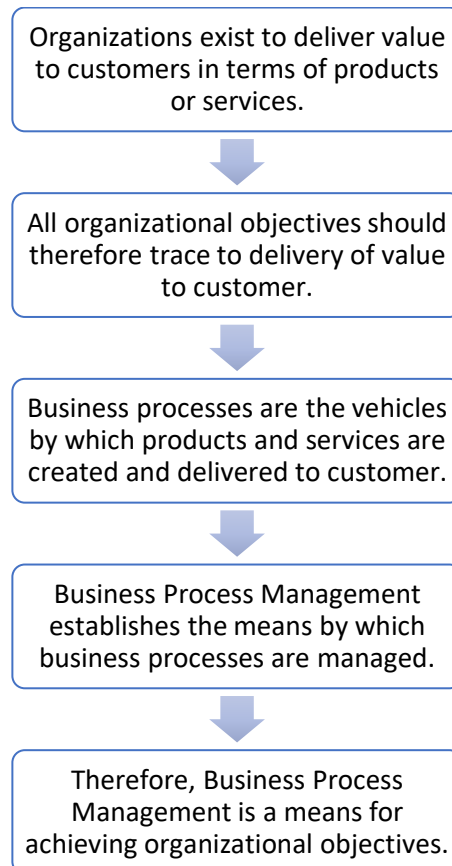 Organizations exist to deliver value
to customers in terms of products
or services.
All organizational objectives should
therefore trace to delivery of value
to customer.
Business processes are the vehicles
by which products and services are
created and delivered to customer.
Business Process Management
establishes the means by which
business processes are managed.
Therefore, Business Process
Management is a means for
achieving organizational objectives.